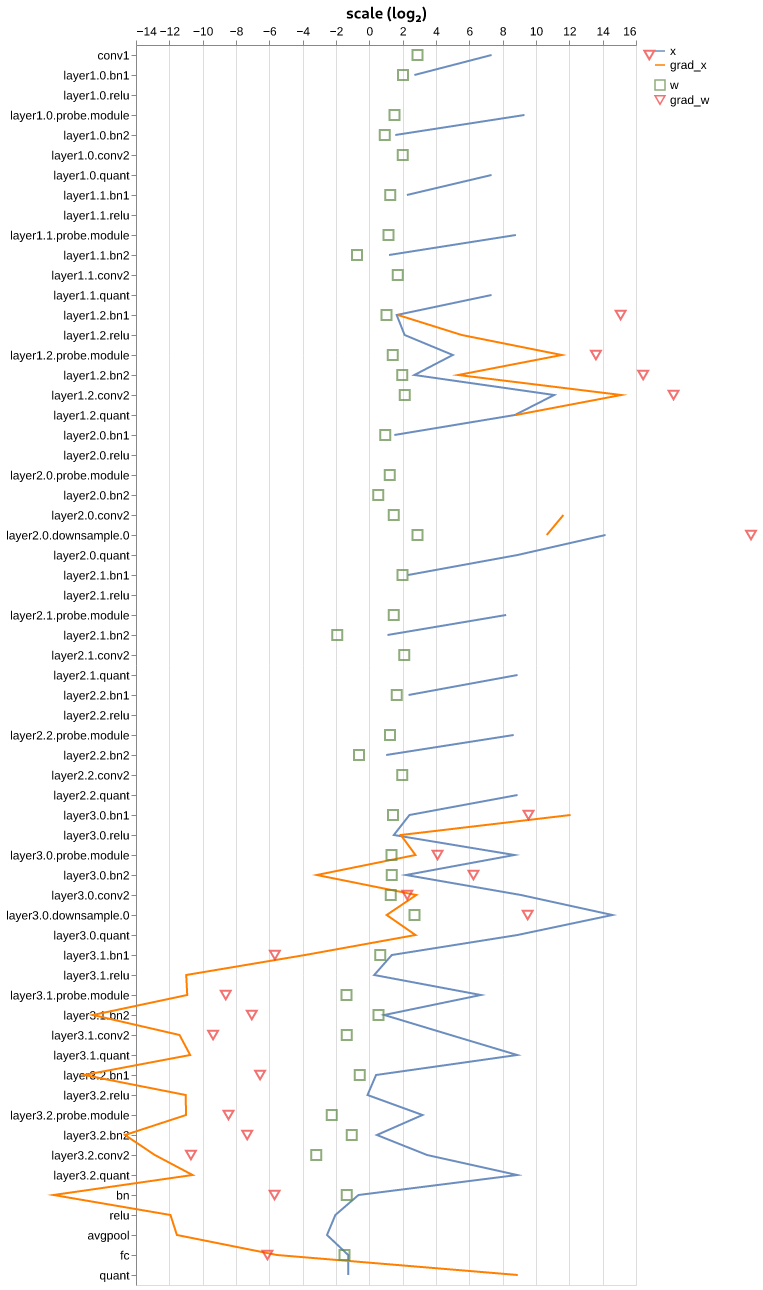 scale (log₂)
−14 −12 −10 −8 −6 −4 −2 0 2 4 6 8 10 12 14 16
x
grad_x
w
grad_w
conv1
layer1.0.bn1
layer1.0.relu
layer1.0.probe.module
layer1.0.bn2
layer1.0.conv2
layer1.0.quant
layer1.1.bn1
layer1.1.relu
layer1.1.probe.module
layer1.1.bn2
layer1.1.conv2
layer1.1.quant
layer1.2.bn1
layer1.2.relu
layer1.2.probe.module
layer1.2.bn2
layer1.2.conv2
layer1.2.quant
layer2.0.bn1
layer2.0.relu
layer2.0.probe.module
layer2.0.bn2
layer2.0.conv2
layer2.0.downsample.0
layer2.0.quant
layer2.1.bn1
layer2.1.relu
layer2.1.probe.module
layer2.1.bn2
layer2.1.conv2
layer2.1.quant
layer2.2.bn1
layer2.2.relu
layer2.2.probe.module
layer2.2.bn2
layer2.2.conv2
layer2.2.quant
layer3.0.bn1
layer3.0.relu
layer3.0.probe.module
layer3.0.bn2
layer3.0.conv2
layer3.0.downsample.0
layer3.0.quant
layer3.1.bn1
layer3.1.relu
layer3.1.probe.module
layer3.1.bn2
layer3.1.conv2
layer3.1.quant
layer3.2.bn1
layer3.2.relu
layer3.2.probe.module
layer3.2.bn2
layer3.2.conv2
layer3.2.quant
bn
relu
avgpool
fc
quant